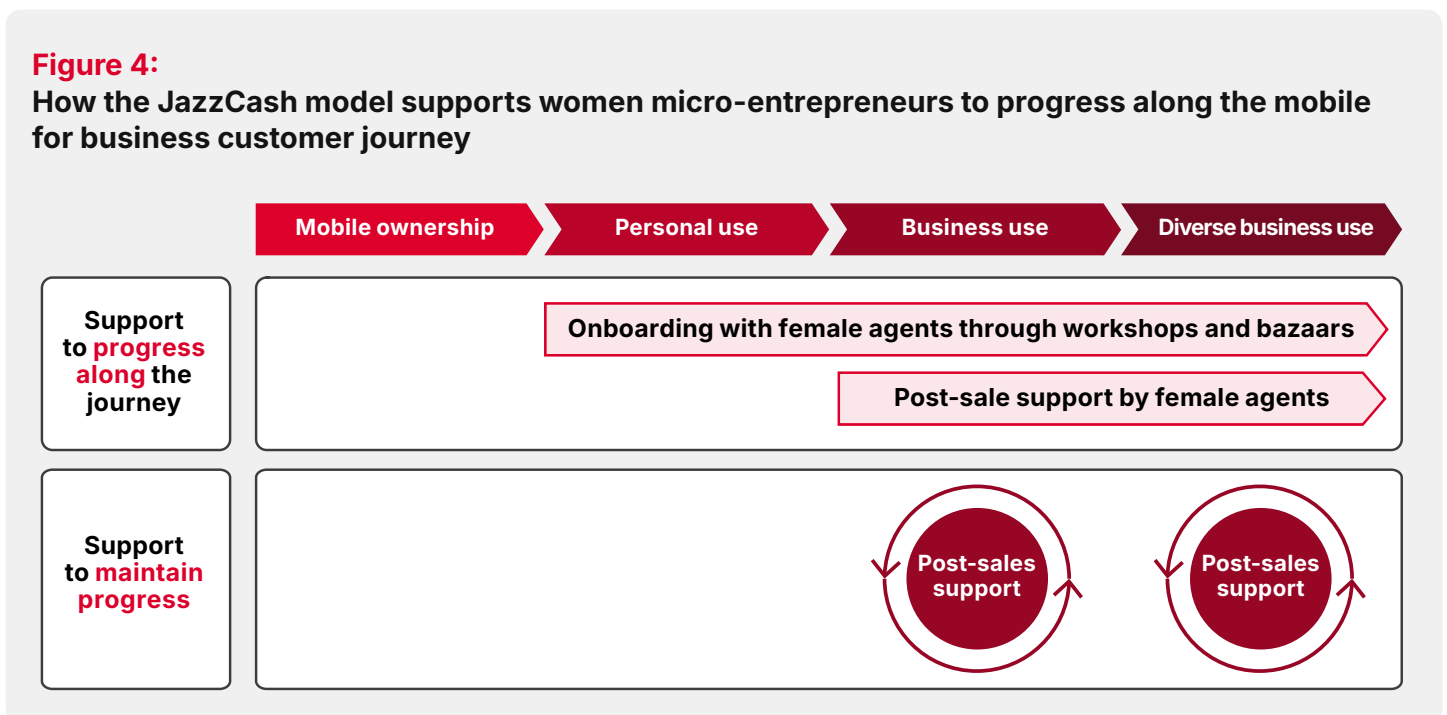 Figure 4:
How the JazzCash model supports women micro-entrepreneurs to progress along the mobile
for business customer journey
Mobile ownership
Personal use
Business use
Diverse business use
Support
to progress
along the
journey
Onboarding with female agents through workshops and bazaars
Post-sale support by female agents
Support
to maintain
progress
Post-sales
support
Post-sales
support